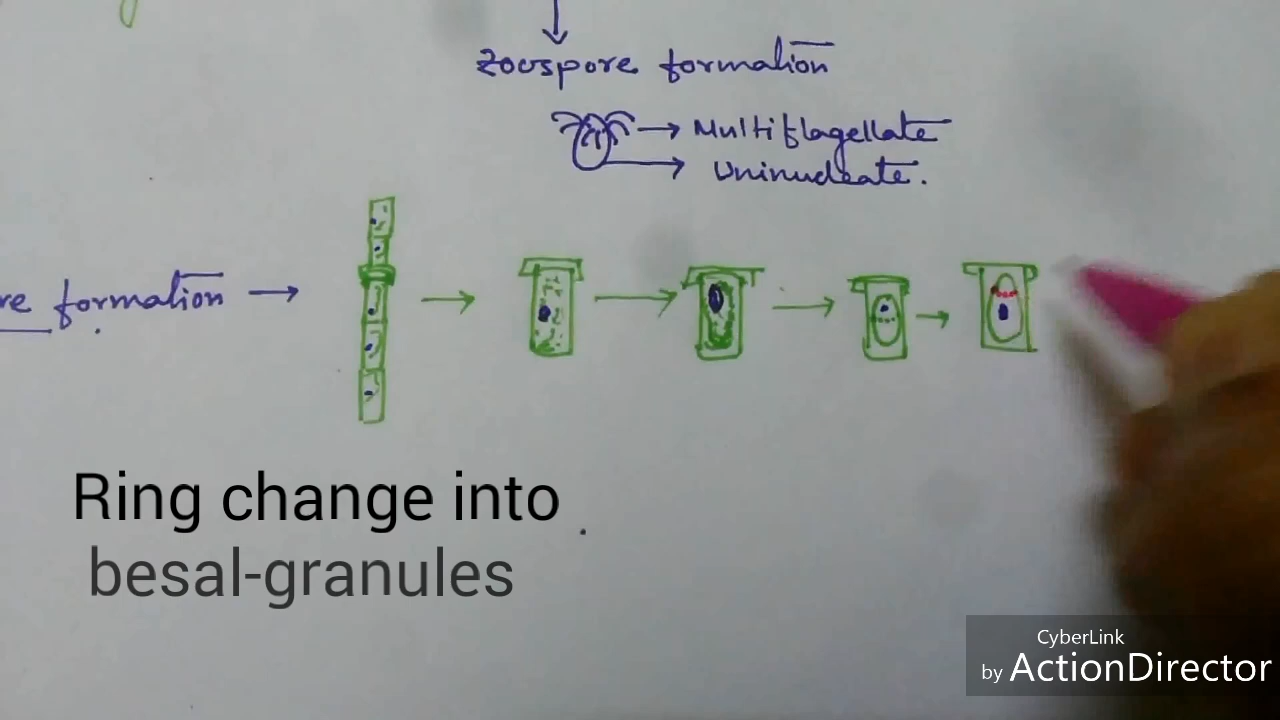 Zoospore formation
Multiflagellate
Uninucleate.
re formation
Ring change into
besal-granules
CyberLink
by ActionDirector